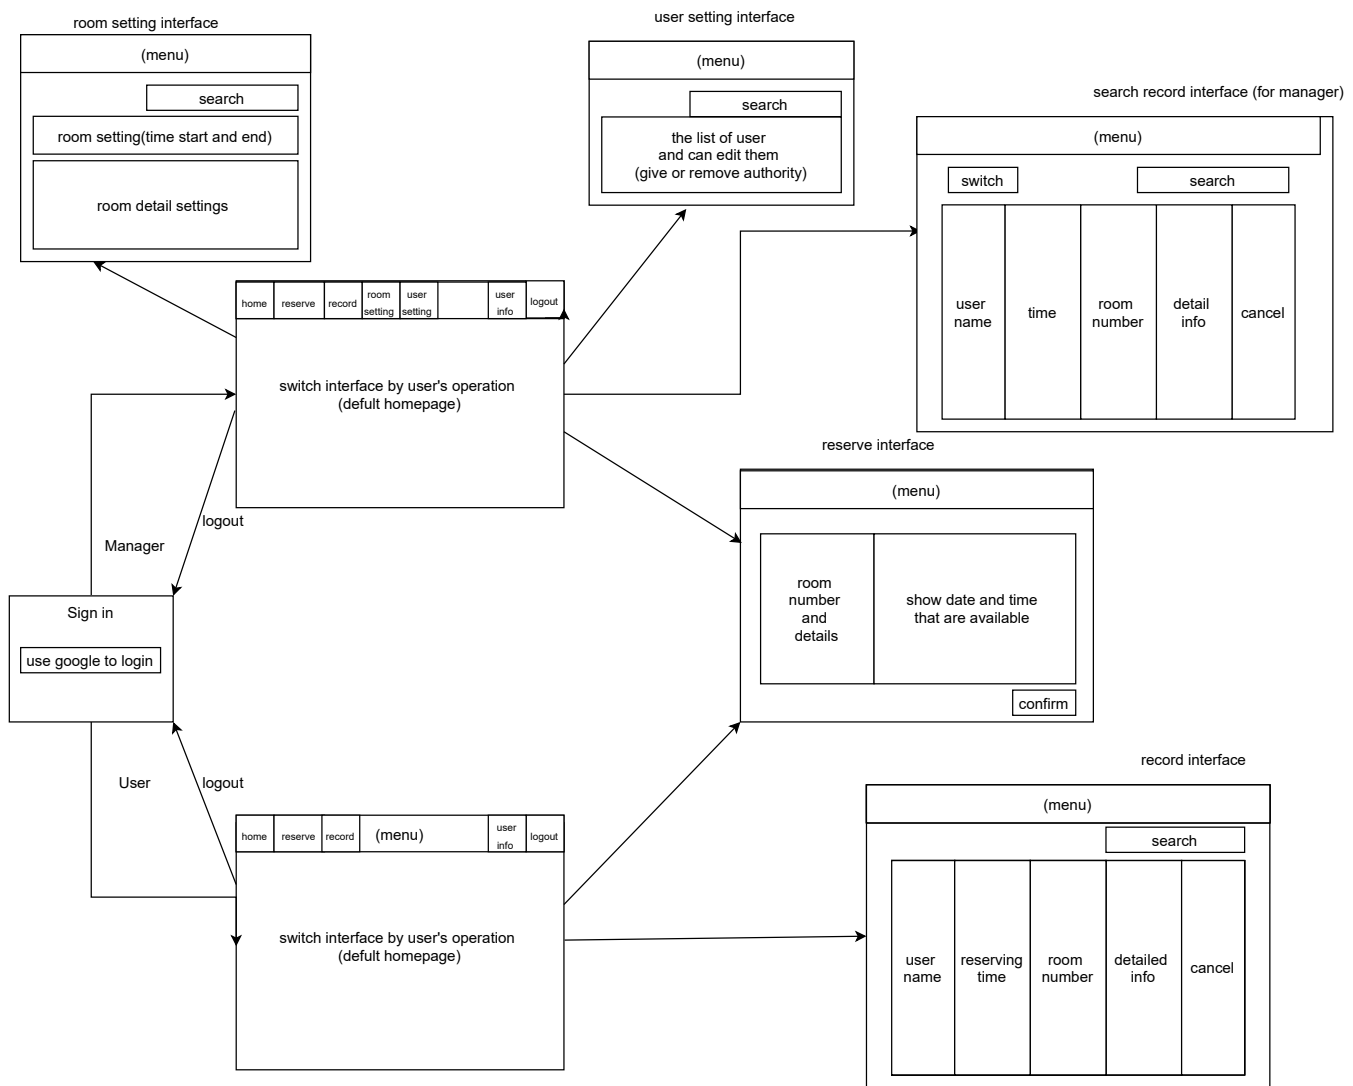 room setting interface
(menu)
search
room setting(time start and end)
room detail settings
user setting interface
(menu)
search
the list of user
and can edit them
(give or remove authority)
search record interface (for manager)
(menu)
switch
search
user
name
time
room
number
detail
info
cancel
home
reserve
record
room
setting
user
setting
user
info
logout
switch interface by user's operation
(defult homepage)
logout
Manager
Sign in
use google to login
User
logout
reserve interface
(menu)
room
number
and
details
show date and time
that are available
confirm
home
reserve
record
(menu)
user
info
logout
switch interface by user's operation
(defult homepage)
record interface
(menu)
search
user
name
reserving
time
room
number
detailed
info
cancel